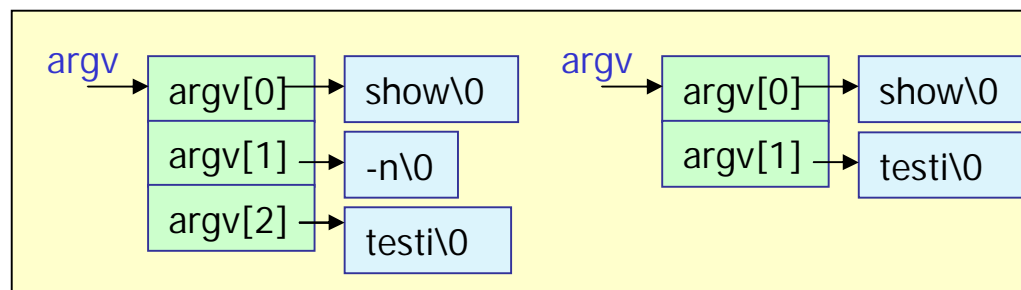 argv
argv[0]
show\0
argv[1]
-n\0
argv[2]
testi\0
argv
argv[0]
show\0
argv[1]
testi\0